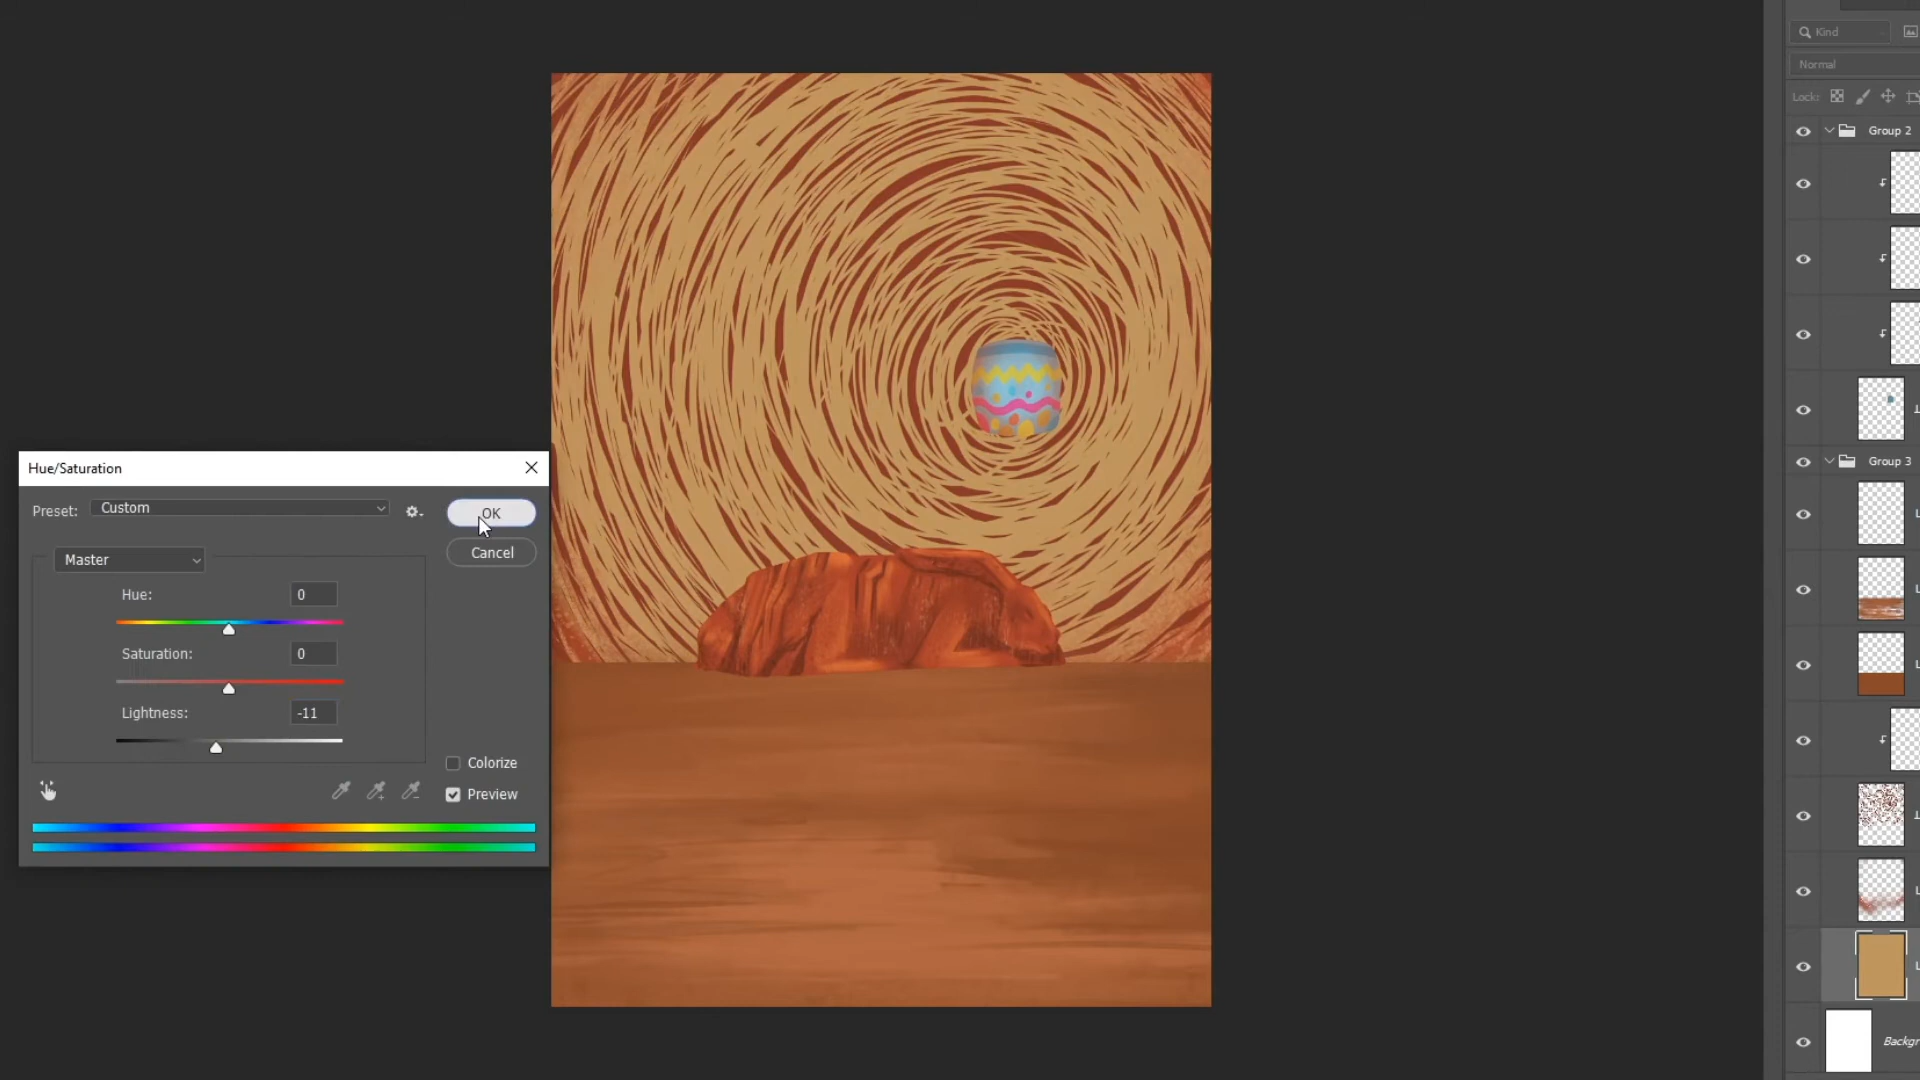 Kind
Normal
Lock:
Group 2
Group 3
Hue/Saturation
Preset: Custom
OK
Cancel
Master
Hue: 0
Saturation: 0
Lightness: -11
Colorize
Preview